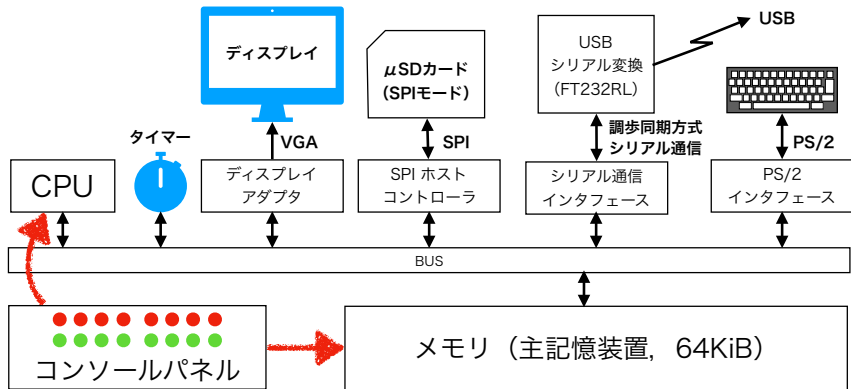 USB
ディスプレイ
μSDカード
(SPIモード)
USB
シリアル変換
(FT232RL)
タイマー
VGA
SPI
調歩同期方式
シリアル通信
PS/2
CPU
ディスプレイ
アダプタ
SPI ホスト
コントローラ
シリアル通信
インタフェース
PS/2
インタフェース
BUS
コンソールパネル
メモリ（主記憶装置，64KiB）